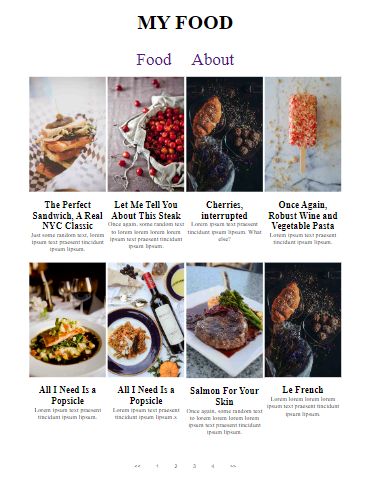 MY FOOD
Food About
The Perfect
Sandwich, A Real
NYC Classic
Just some random text, lorem
ipsum text praesent tincidunt
ipsum lipsum.
Let Me Tell You
About This Steak
Once again, some random text
to lorem lorem lorem lorem
ipsum text praesent tincidunt
ipsum lipsum.
Cherries,
interrupted
Lorem ipsum text praesent
tincidunt ipsum lipsum. What
else?
Once Again,
Robust Wine and
Vegetable Pasta
Lorem ipsum text praesent
tincidunt ipsum lipsum.
All I Need Is a
Popsicle
Lorem ipsum text praesent
tincidunt ipsum lipsum.
All I Need Is a
Popsicle
Lorem ipsum text praesent
tincidunt ipsum lipsum.s
Salmon For Your
Skin
Once again, some random text
to lorem lorem lorem lorem
ipsum text praesent tincidunt
ipsum lipsum.
Le French
Lorem ipsum text praesent
tincidunt ipsum lipsum.
<< 1 2 3 4 >>